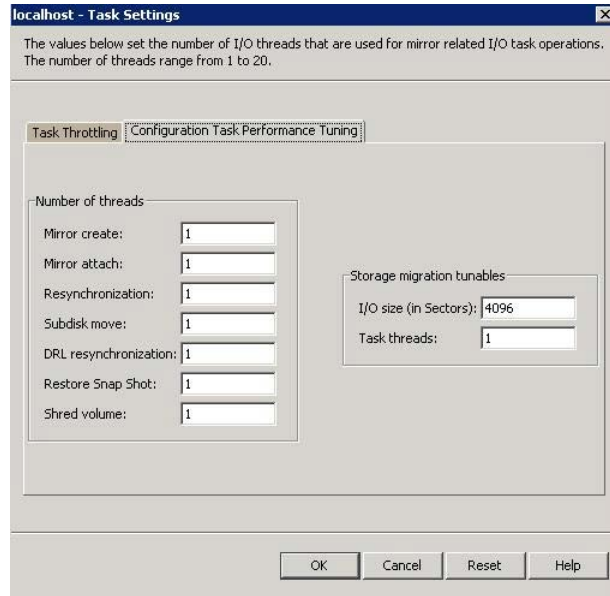 localhost - Task Settings
The values below set the number of I/O threads that are used for mirror related I/O task operations.
The number of threads range from 1 to 20.
Task Throttling
Configuration Task Performance Tuning
Number of threads
Mirror create: 1
Mirror attach: 1
Resynchronization: 1
Subdisk move: 1
DRL resynchronization: 1
Restore Snap Shot: 1
Shred volume: 1
Storage migration tunables
I/O size (in Sectors): 4096
Task threads: 1
OK Cancel Reset Help